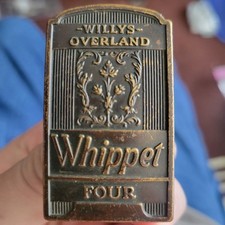 -WILLYS-
OVERLAND
Whippet
FOUR